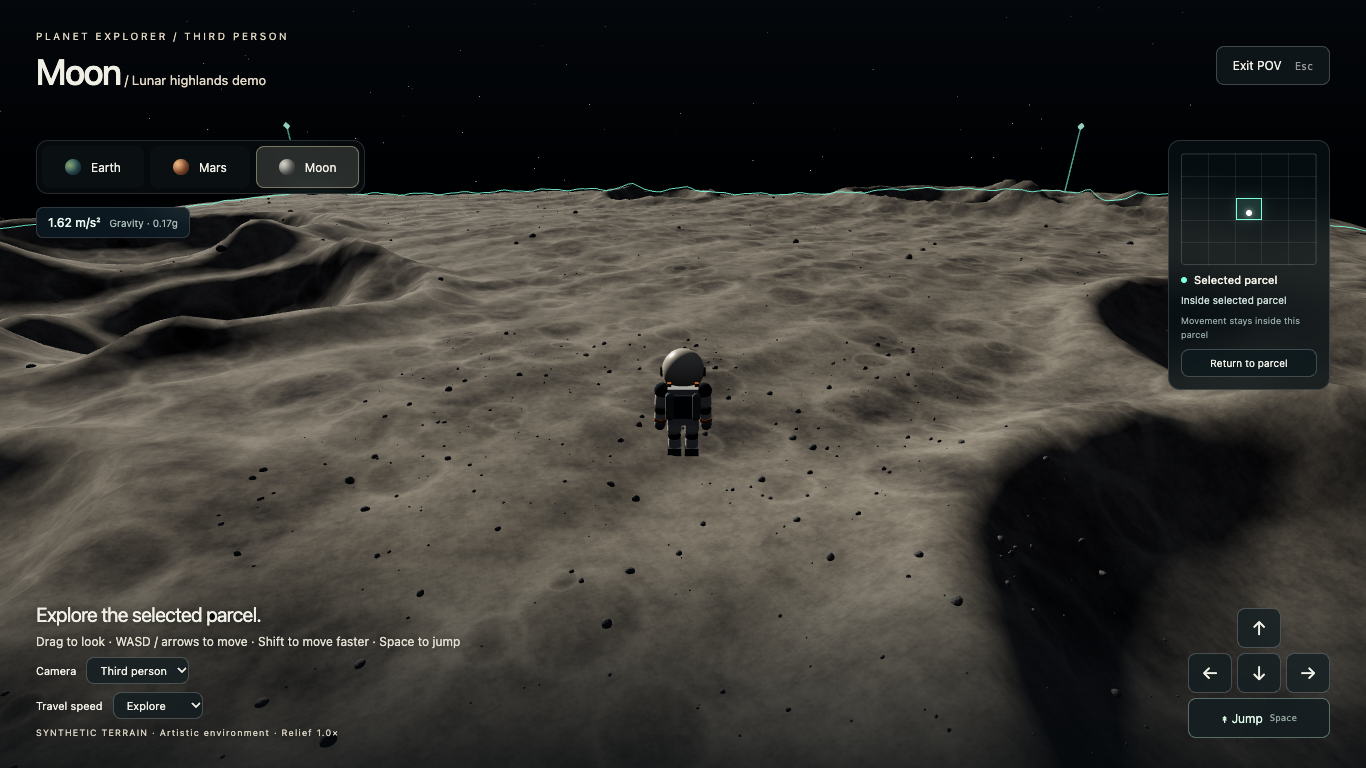 PLANET EXPLORER / THIRD PERSON
Moon / Lunar highlands demo
Exit POV Esc
Earth Mars Moon
1.62 m/s² Gravity · 0.17g
Selected parcel
Inside selected parcel
Movement stays inside this
parcel
Return to parcel
Explore the selected parcel.
Drag to look · WASD / arrows to move · Shift to move faster · Space to jump
Camera Third person
Travel speed Explore
SYNTHETIC TERRAIN · Artistic environment · Relief 1.0×
↑
← ↓ →
Jump Space